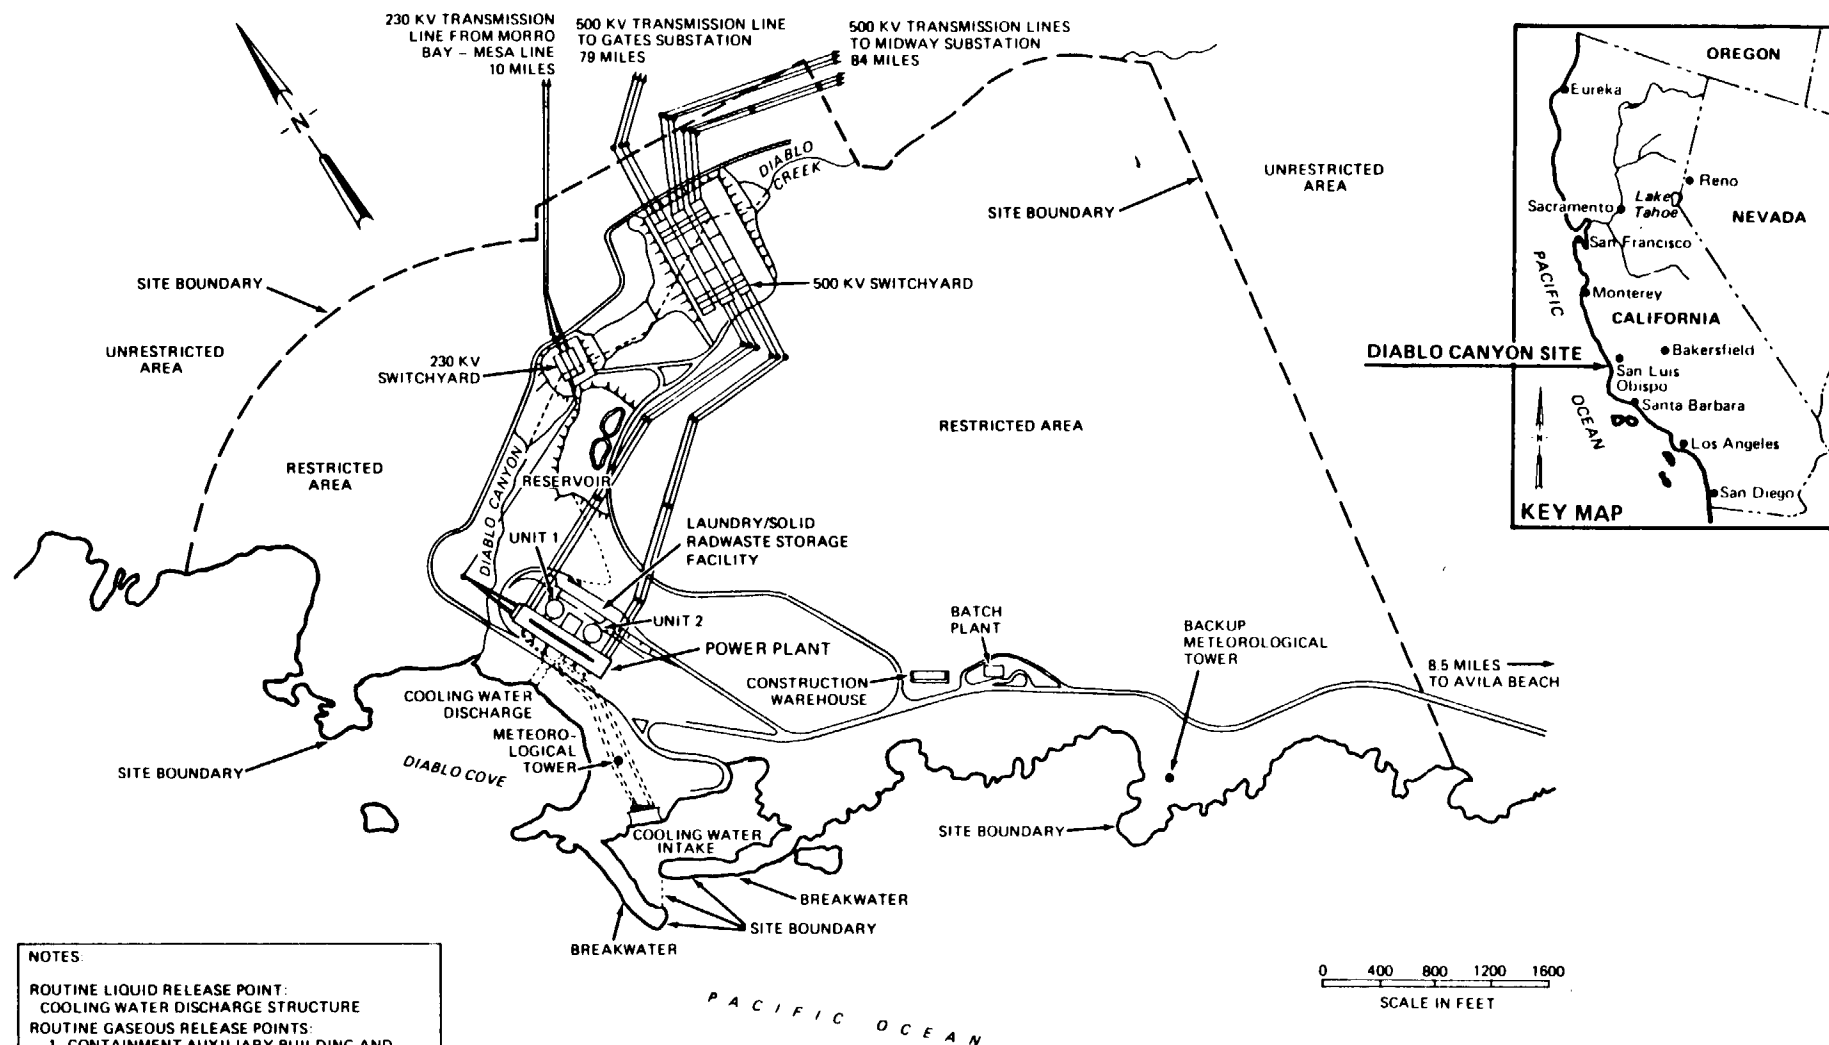 230 KV TRANSMISSION
LINE FROM MORRO
BAY – MESA LINE
10 MILES
500 KV TRANSMISSION LINE
TO GATES SUBSTATION
79 MILES
500 KV TRANSMISSION LINES
TO MIDWAY SUBSTATION
84 MILES
N
DIABLO
CREEK
SITE BOUNDARY
UNRESTRICTED
AREA
SITE BOUNDARY
UNRESTRICTED
AREA
500 KV SWITCHYARD
230 KV
SWITCHYARD
RESTRICTED AREA
RESTRICTED
AREA
DIABLO CANYON
RESERVOIR
UNIT 1
LAUNDRY/SOLID
RADWASTE STORAGE
FACILITY
UNIT 2
POWER PLANT
BATCH
PLANT
BACKUP
METEOROLOGICAL
TOWER
CONSTRUCTION
WAREHOUSE
8.5 MILES
TO AVILA BEACH
COOLING WATER
DISCHARGE
METEORO-
LOGICAL
TOWER
DIABLO COVE
SITE BOUNDARY
COOLING WATER
INTAKE
SITE BOUNDARY
BREAKWATER
SITE BOUNDARY
BREAKWATER
PACIFIC OCEAN
0 400 800 1200 1600
SCALE IN FEET
NOTES:
ROUTINE LIQUID RELEASE POINT:
COOLING WATER DISCHARGE STRUCTURE
ROUTINE GASEOUS RELEASE POINTS:
1. CONTAINMENT AUXILIARY BUILDING AND
OREGON
Eureka
Reno
Lake
Tahoe
Sacramento
NEVADA
San Francisco
PACIFIC
Monterey
CALIFORNIA
DIABLO CANYON SITE
Bakersfield
San Luis
Obispo
OCEAN
Santa Barbara
N
Los Angeles
San Diego
KEY MAP